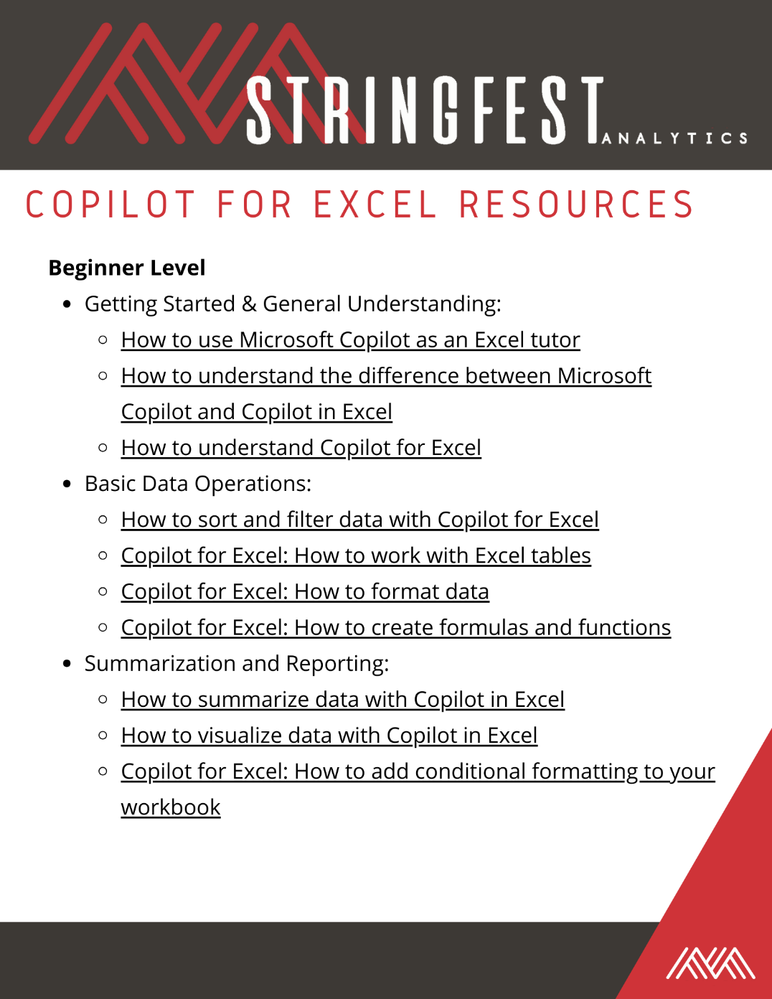 STRINGFEST
ANALYTICS
COPILOT FOR EXCEL RESOURCES
Beginner Level
• Getting Started & General Understanding:
○ How to use Microsoft Copilot as an Excel tutor
○ How to understand the difference between Microsoft
Copilot and Copilot in Excel
○ How to understand Copilot for Excel
• Basic Data Operations:
○ How to sort and filter data with Copilot for Excel
○ Copilot for Excel: How to work with Excel tables
○ Copilot for Excel: How to format data
○ Copilot for Excel: How to create formulas and functions
• Summarization and Reporting:
○ How to summarize data with Copilot in Excel
○ How to visualize data with Copilot in Excel
○ Copilot for Excel: How to add conditional formatting to your
workbook